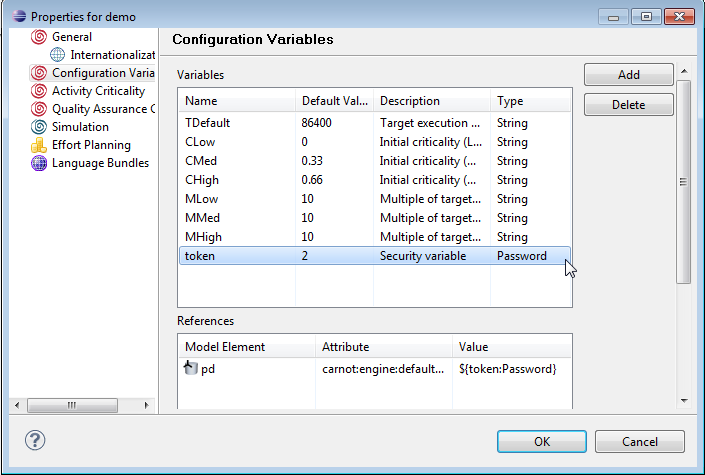 Properties for demo
General
Internationalizat
Configuration Varia
Activity Criticality
Quality Assurance C
Simulation
Effort Planning
Language Bundles
Configuration Variables
Variables
Name Default Val... Description Type
TDefault 86400 Target execution ... String
CLow 0 Initial criticality (L... String
CMed 0.33 Initial criticality (... String
CHigh 0.66 Initial criticality (... String
MLow 10 Multiple of target... String
MMed 10 Multiple of target... String
MHigh 10 Multiple of target... String
token 2 Security variable Password
Add
Delete
References
Model Element Attribute Value
pd carnot:engine:default... ${token:Password}
?
OK Cancel